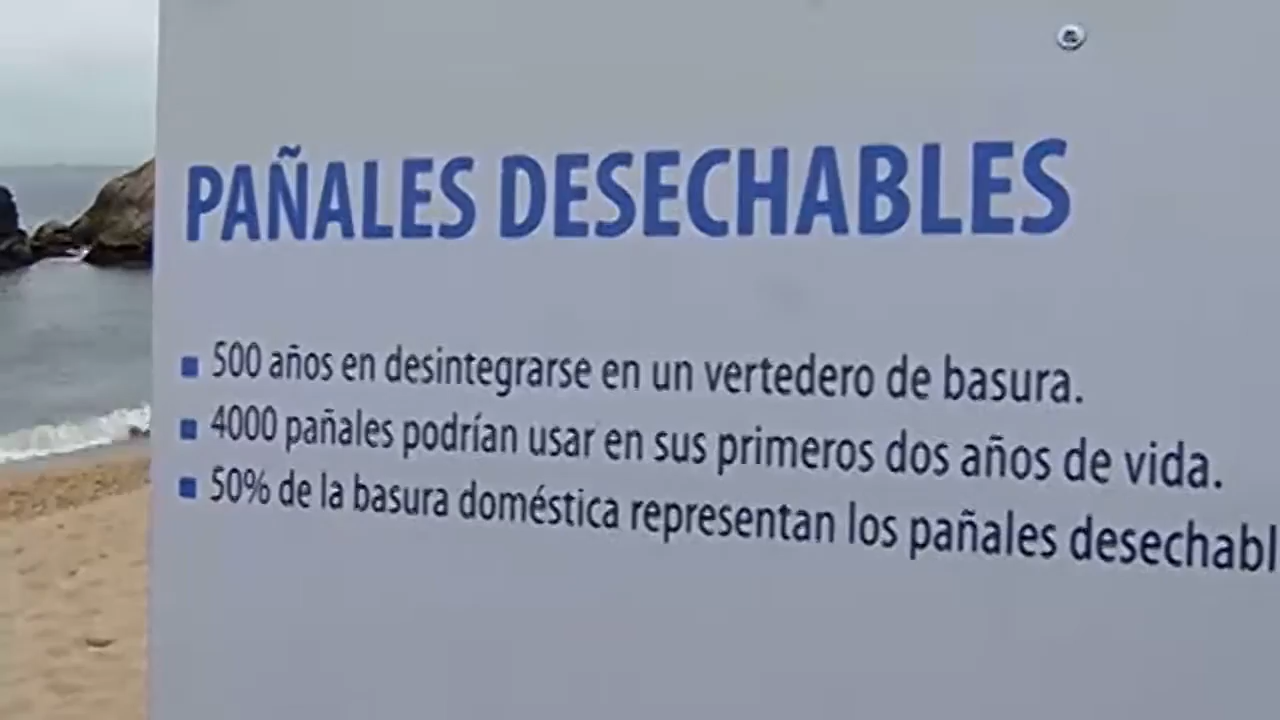 PAÑALES DESECHABLES
500 años en desintegrarse en un vertedero de basura.
4000 pañales podrían usar en sus primeros dos años de vida.
50% de la basura doméstica representan los pañales desechabl